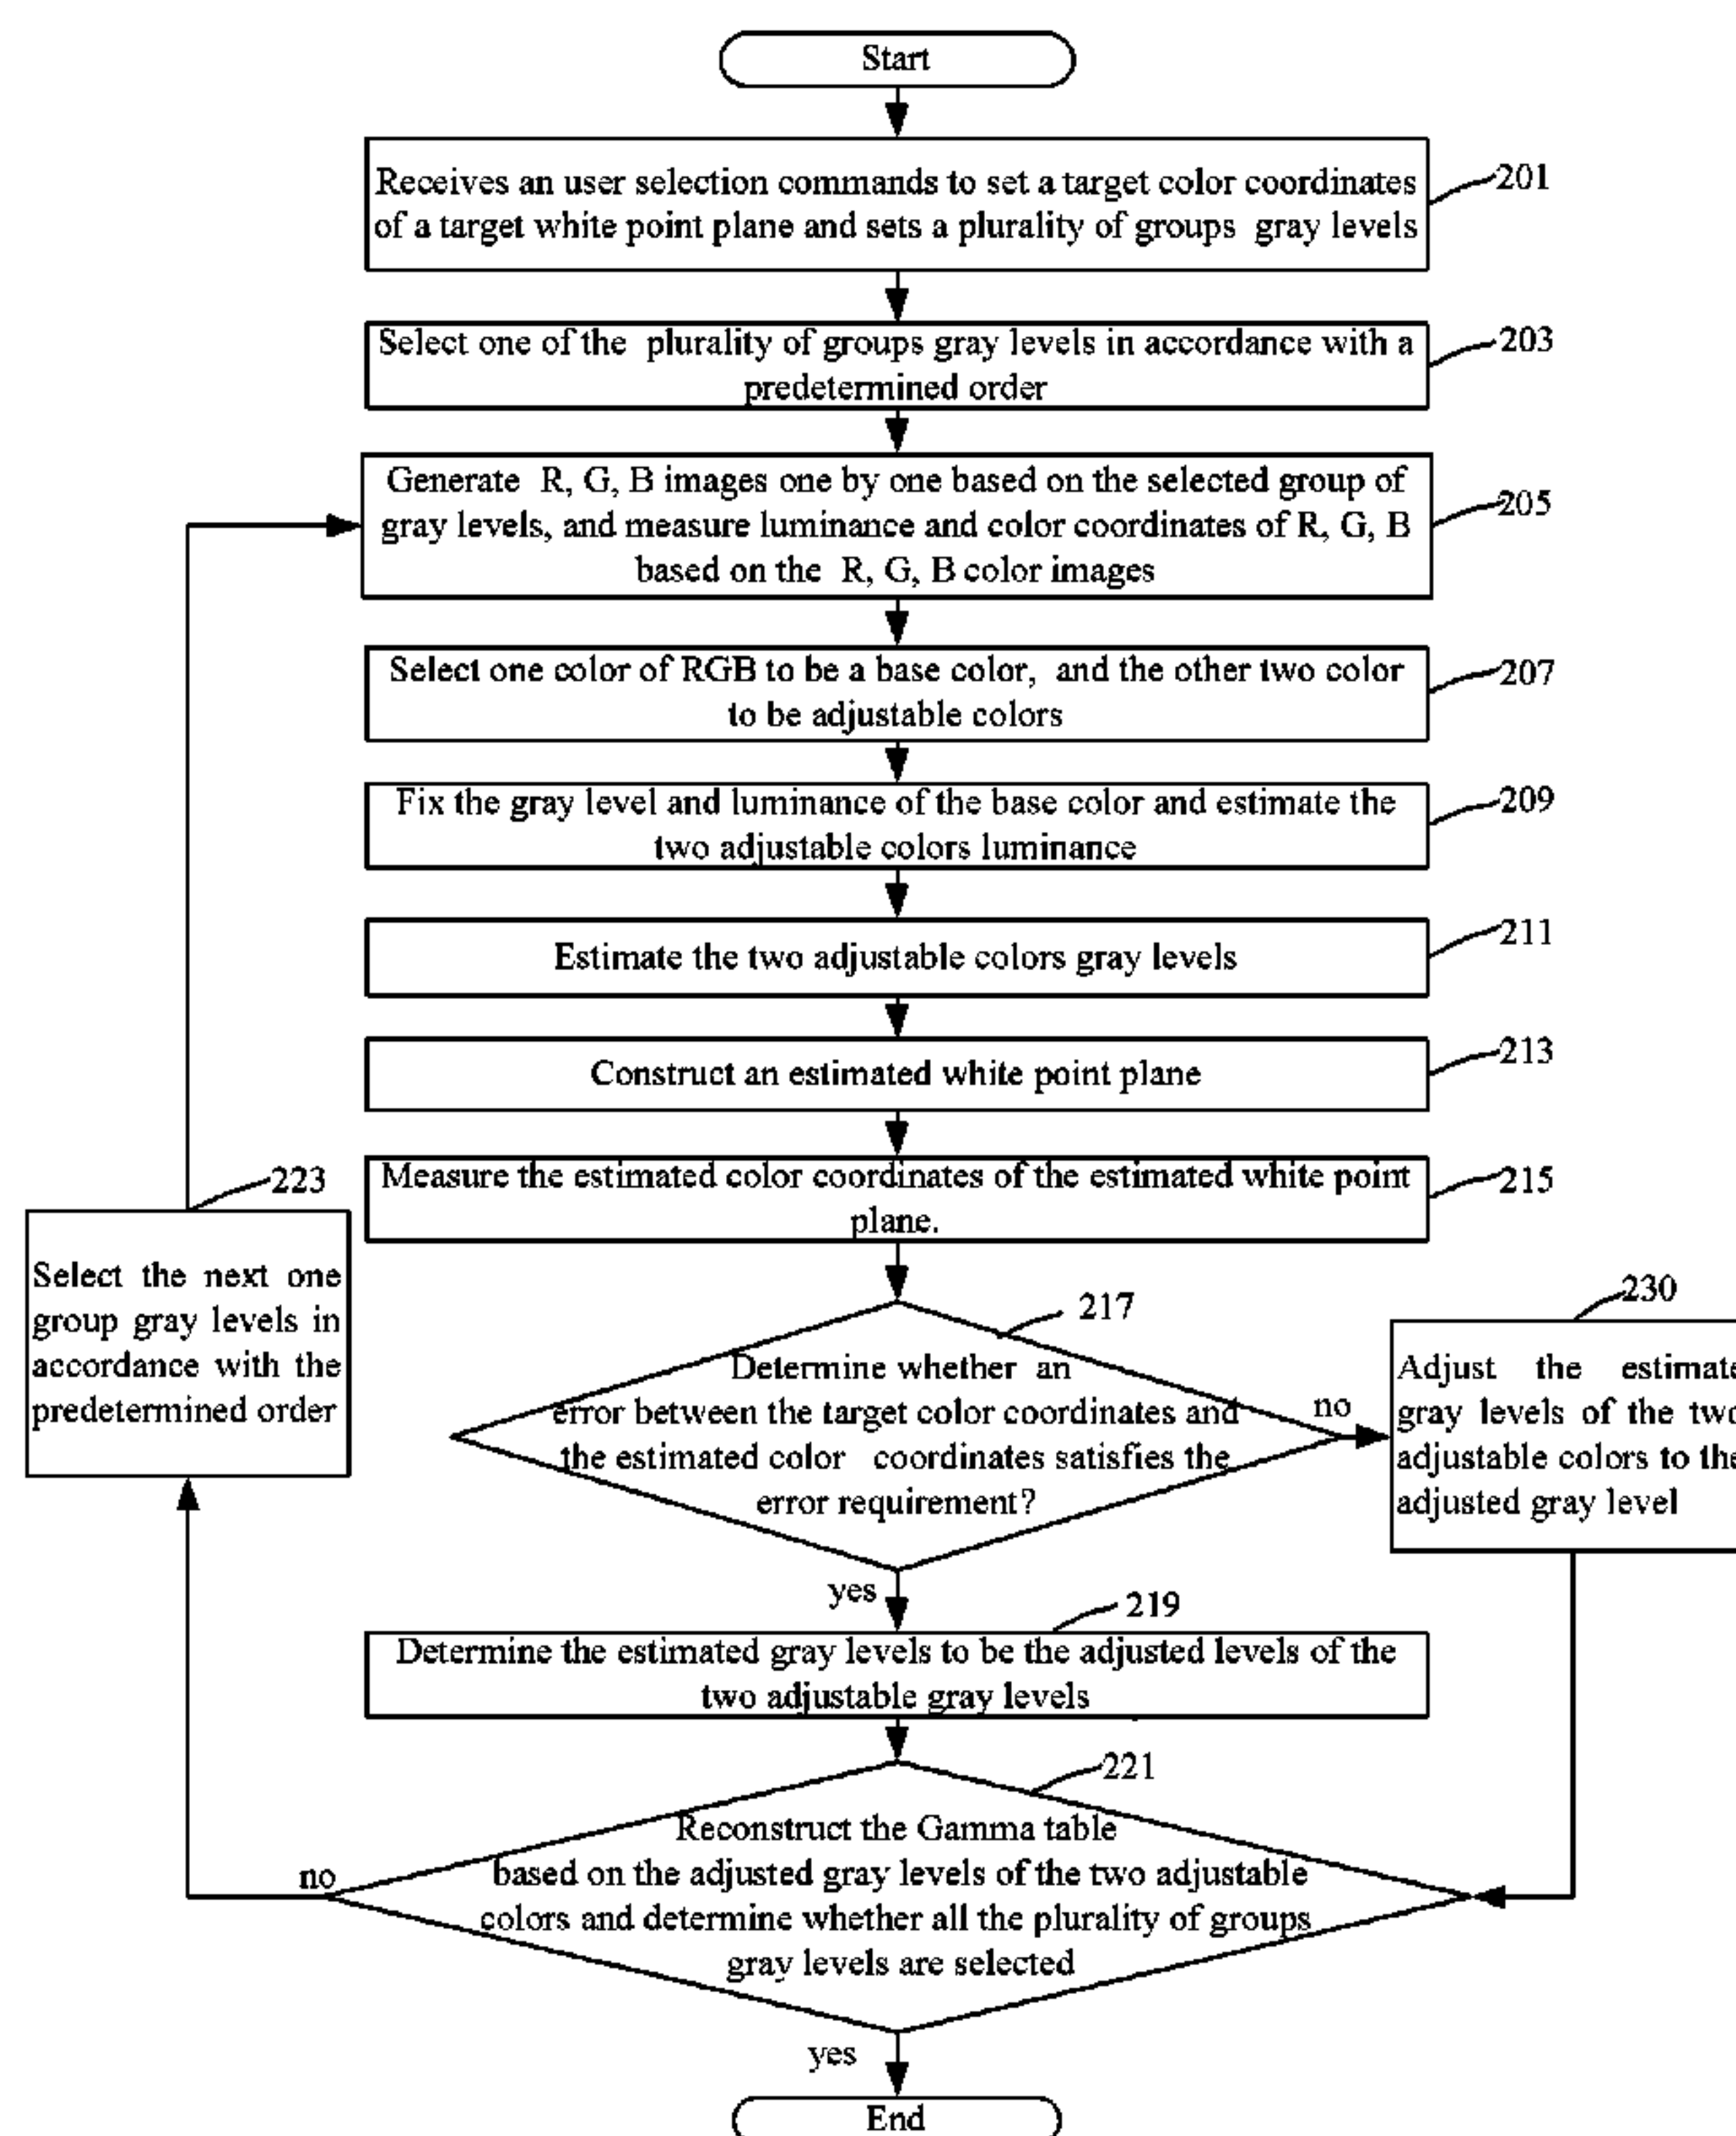 Start
Receives an user selection commands to set a target color coordinates
of a target white point plane and sets a plurality of groups gray levels
201
Select one of the plurality of groups gray levels in accordance with a
predetermined order
203
Generate R, G, B images one by one based on the selected group of
gray levels, and measure luminance and color coordinates of R, G, B
based on the R, G, B color images
205
Select one color of RGB to be a base color, and the other two color
to be adjustable colors
207
Fix the gray level and luminance of the base color and estimate the
two adjustable colors luminance
209
Estimate the two adjustable colors gray levels
211
Construct an estimated white point plane
213
Measure the estimated color coordinates of the estimated white point
plane.
215
223
Select the next one
group gray levels in
accordance with the
predetermined order
217
Determine whether an
error between the target color coordinates and
the estimated color coordinates satisfies the
error requirement?
no
230
Adjust the estimate
gray levels of the two
adjustable colors to the
adjusted gray level
yes
219
Determine the estimated gray levels to be the adjusted levels of the
two adjustable gray levels
221
Reconstruct the Gamma table
based on the adjusted gray levels of the two adjustable
colors and determine whether all the plurality of groups
gray levels are selected
no
yes
End